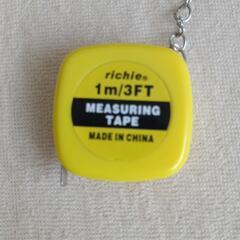 richie®
1m/3FT
MEASURING
TAPE
MADE IN CHINA